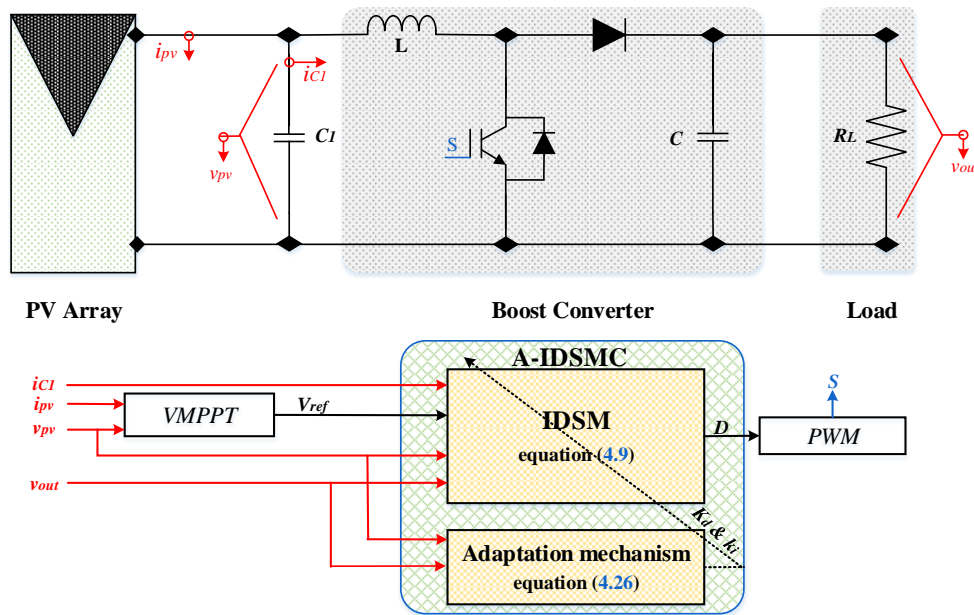 L
ipv
iC1
C1
S
C
RL
vpv
vou
PV Array
Boost Converter
Load
A-IDSMC
iC1
ipv
vpv
vout
VMPPT
Vref
IDSM
equation (4.9)
D
S
PWM
Kd & ki
Adaptation mechanism
equation (4.26)